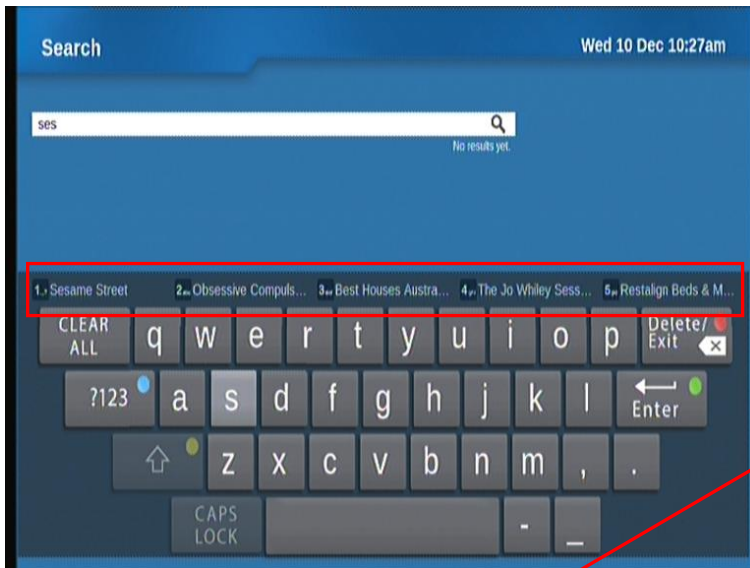 Search
Wed 10 Dec 10:27am
ses
No results yet.
1 Sesame Street 2 Obsessive Compuls... 3 Best Houses Austra... 4 The Jo Whiley Sess... 5 Restalign Beds & M...
CLEAR ALL q w e r t y u i o p Delete/ Exit
?123 a s d f g h j k l Enter
z x c v b n m , .
CAPS LOCK - _